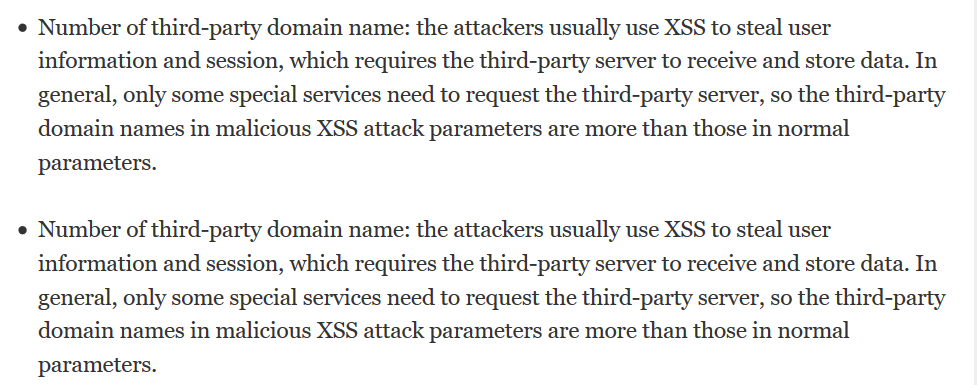 • Number of third-party domain name: the attackers usually use XSS to steal user
information and session, which requires the third-party server to receive and store data. In
general, only some special services need to request the third-party server, so the third-party
domain names in malicious XSS attack parameters are more than those in normal
parameters.
• Number of third-party domain name: the attackers usually use XSS to steal user
information and session, which requires the third-party server to receive and store data. In
general, only some special services need to request the third-party server, so the third-party
domain names in malicious XSS attack parameters are more than those in normal
parameters.